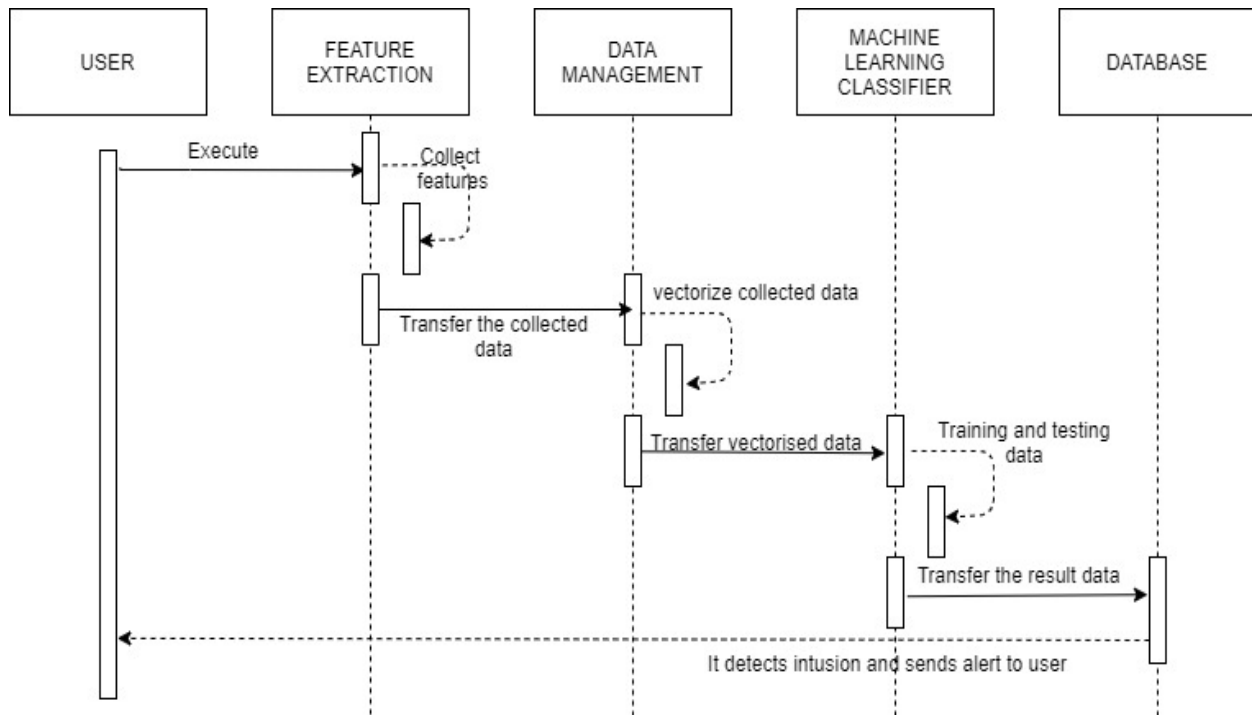 USER
FEATURE
EXTRACTION
DATA
MANAGEMENT
MACHINE
LEARNING
CLASSIFIER
DATABASE
Execute
Collect
features
Transfer the collected
data
vectorize collected data
Transfer vectorised data
Training and testing
data
Transfer the result data
It detects intusion and sends alert to user